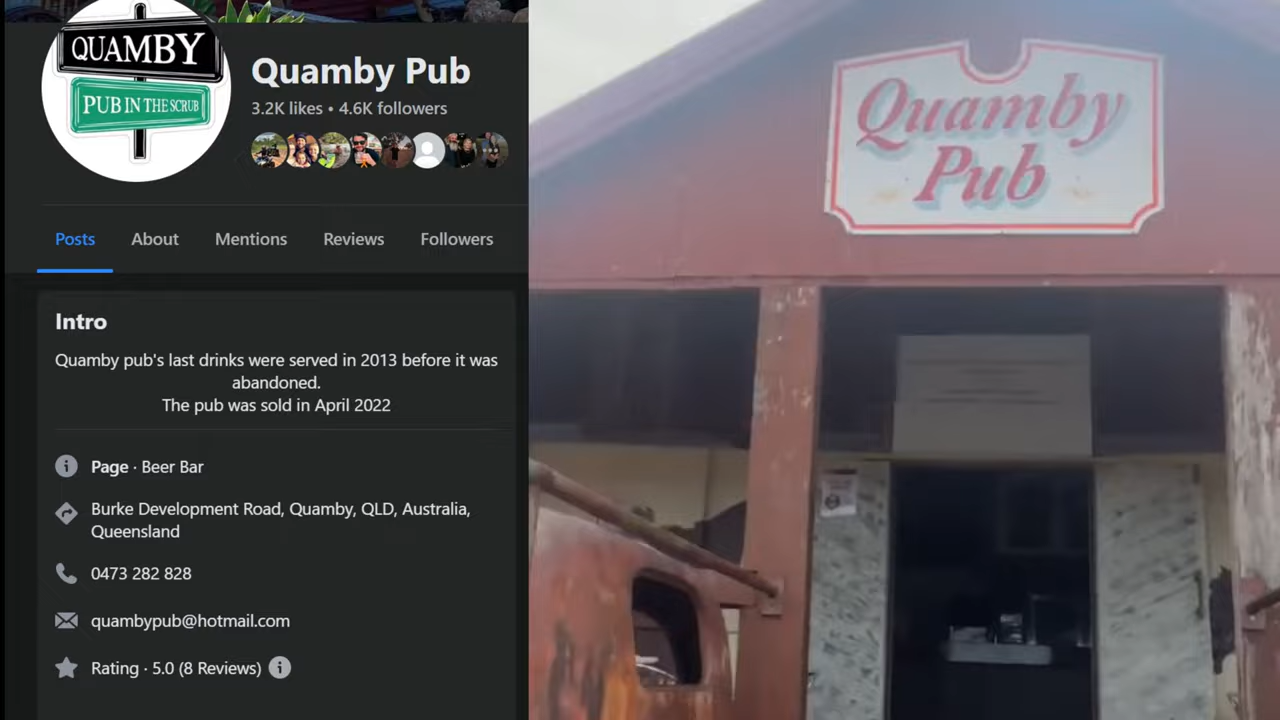 QUAMBY
PUB IN THE SCRUB
Quamby Pub
3.2K likes • 4.6K followers
Posts
About
Mentions
Reviews
Followers
Intro
Quamby pub's last drinks were served in 2013 before it was
abandoned.
The pub was sold in April 2022
Page · Beer Bar
Burke Development Road, Quamby, QLD, Australia,
Queensland
0473 282 828
quambypub@hotmail.com
Rating · 5.0 (8 Reviews)
Quamby
Pub